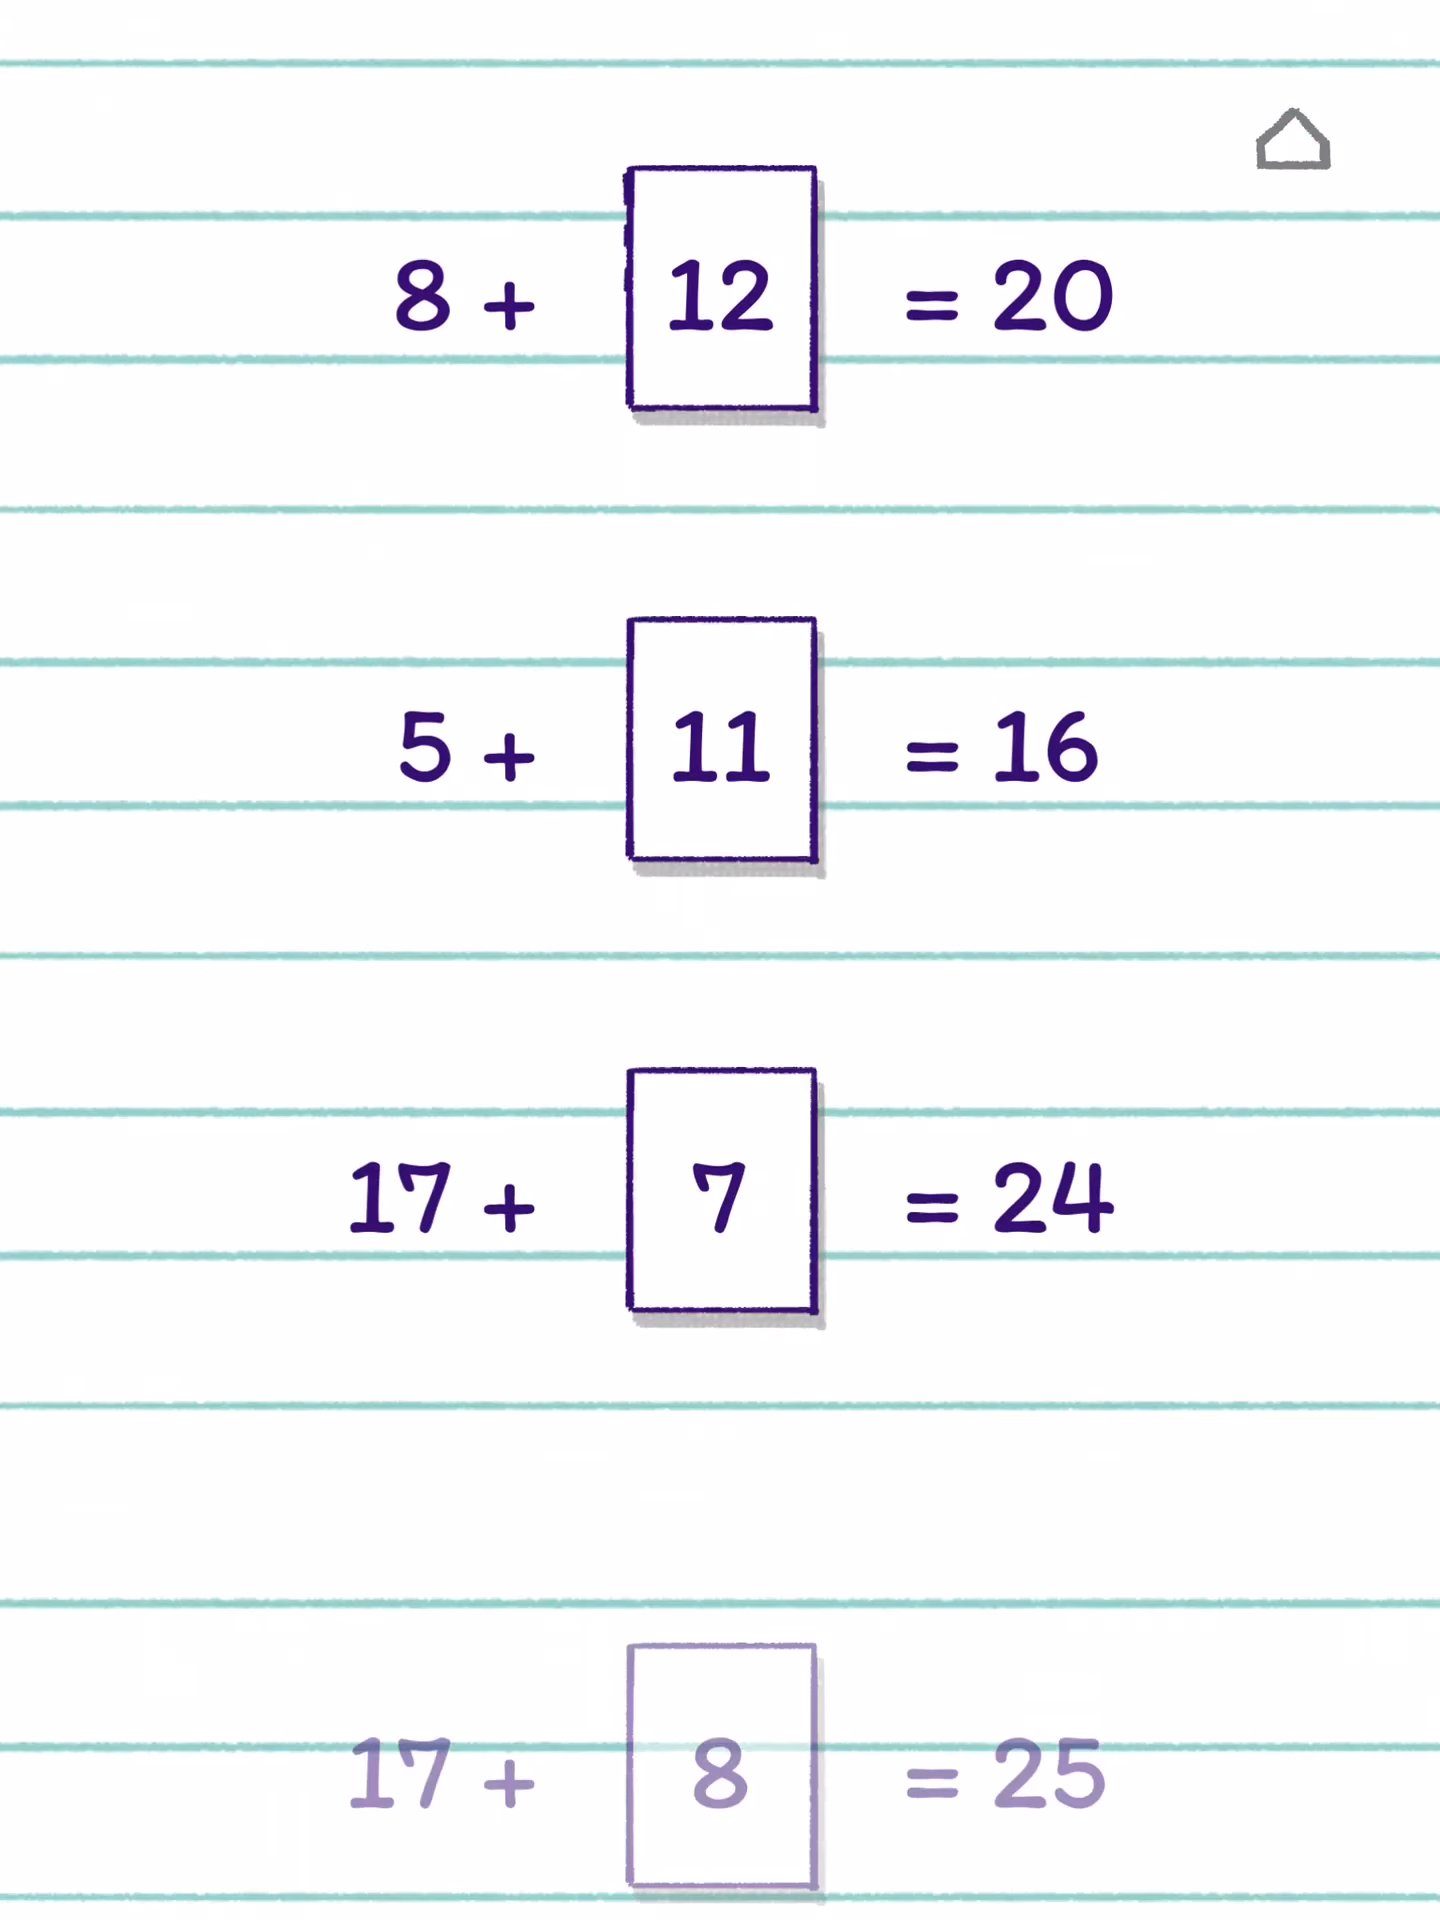 8 + 12 = 20
5 + 11 = 16
17 + 7 = 24
17 + 8 = 25